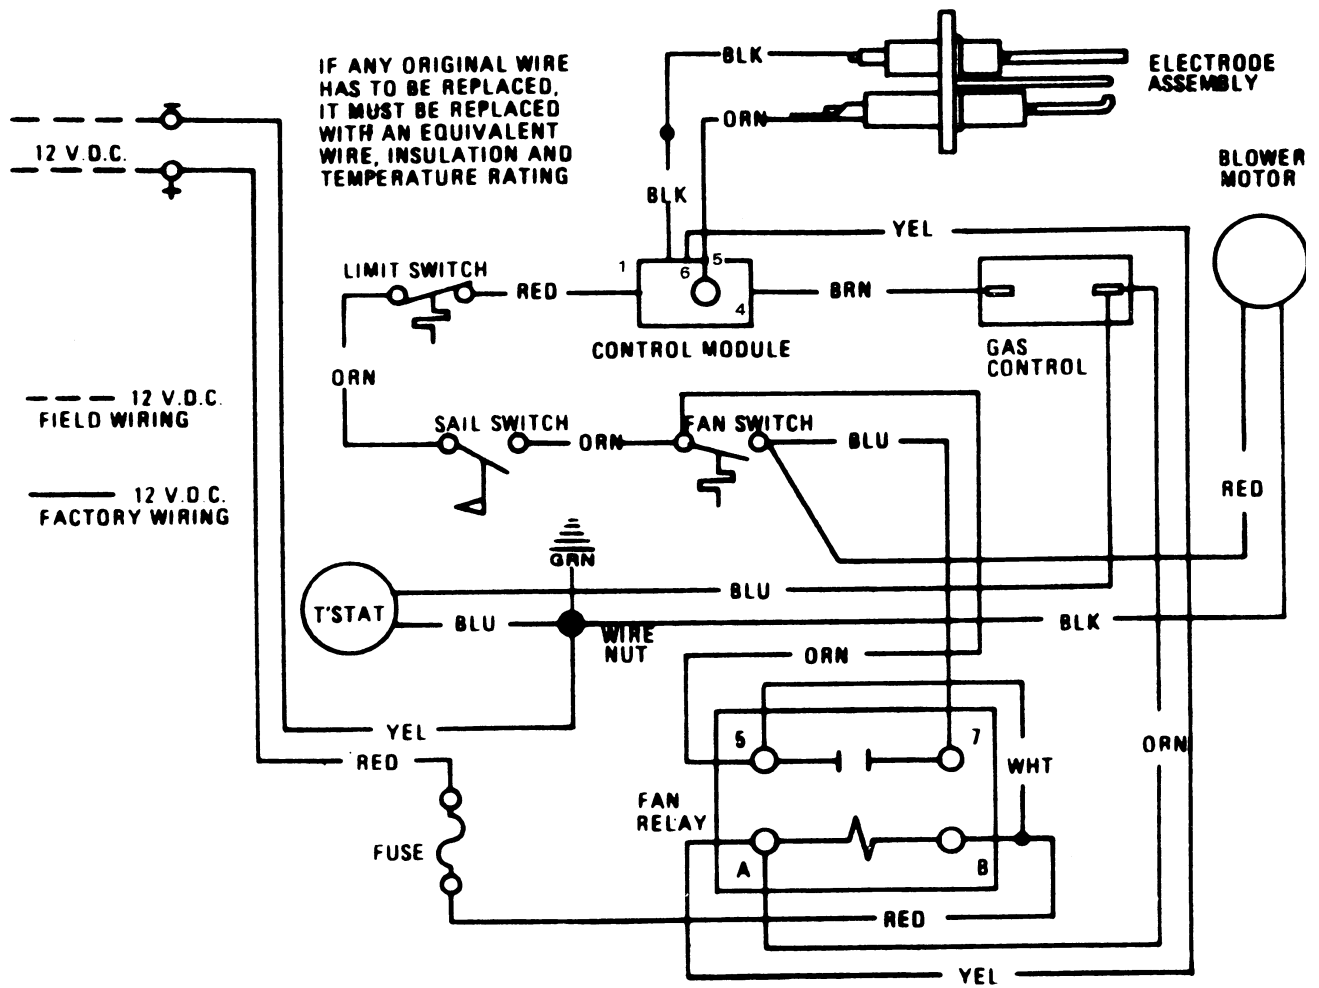 IF ANY ORIGINAL WIRE
HAS TO BE REPLACED,
IT MUST BE REPLACED
WITH AN EQUIVALENT
WIRE, INSULATION AND
TEMPERATURE RATING
BLK
ELECTRODE
ASSEMBLY
ORN
12 V.D.C.
BLOWER
MOTOR
BLK
YEL
LIMIT SWITCH
1
6
5
RED
4
BRN
CONTROL MODULE
GAS
CONTROL
ORN
12 V.D.C.
FIELD WIRING
SAIL SWITCH
FAN SWITCH
ORN
BLU
12 V.D.C.
FACTORY WIRING
RED
GRN
T'STAT
BLU
BLU
WIRE
NUT
BLK
ORN
YEL
RED
5
7
WHT
ORN
FAN
RELAY
FUSE
A
B
RED
YEL